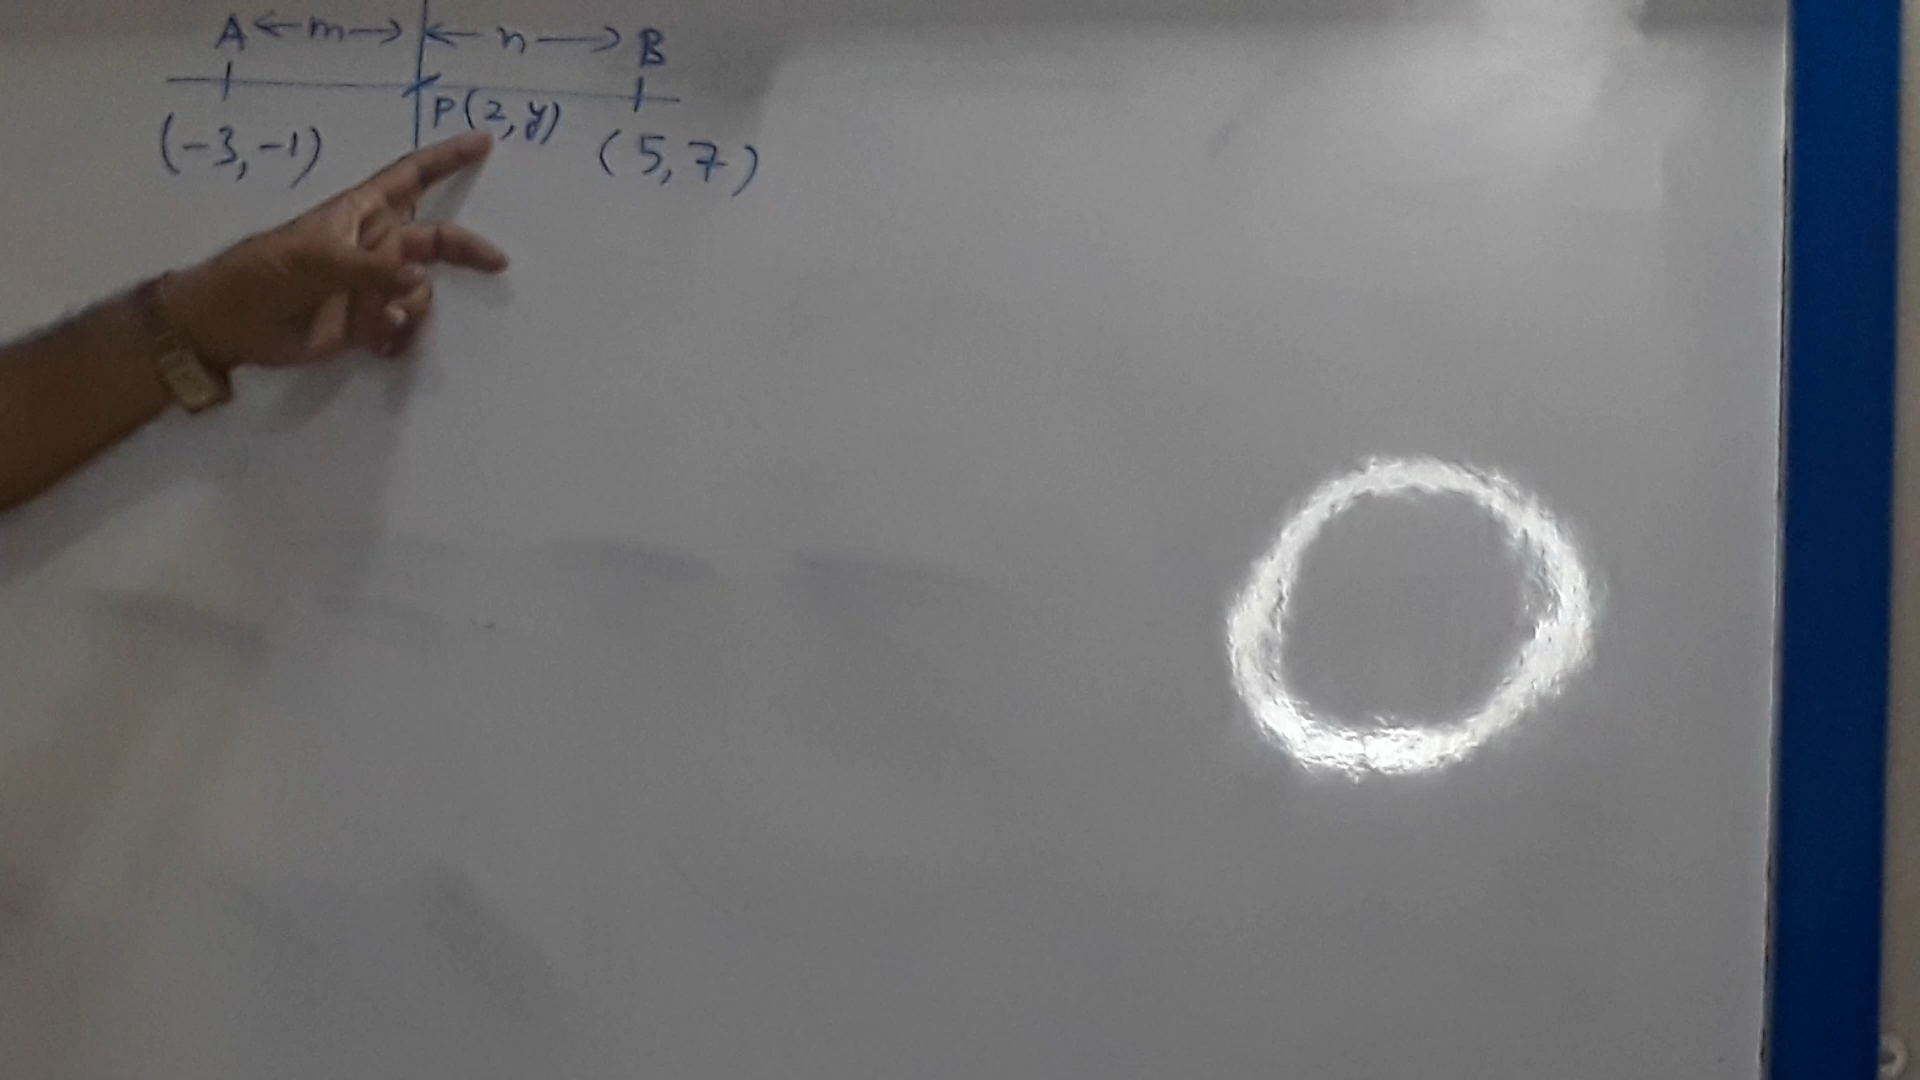 A ←m→ ←n→ B
P(2,y)
(-3,-1) (5,7)